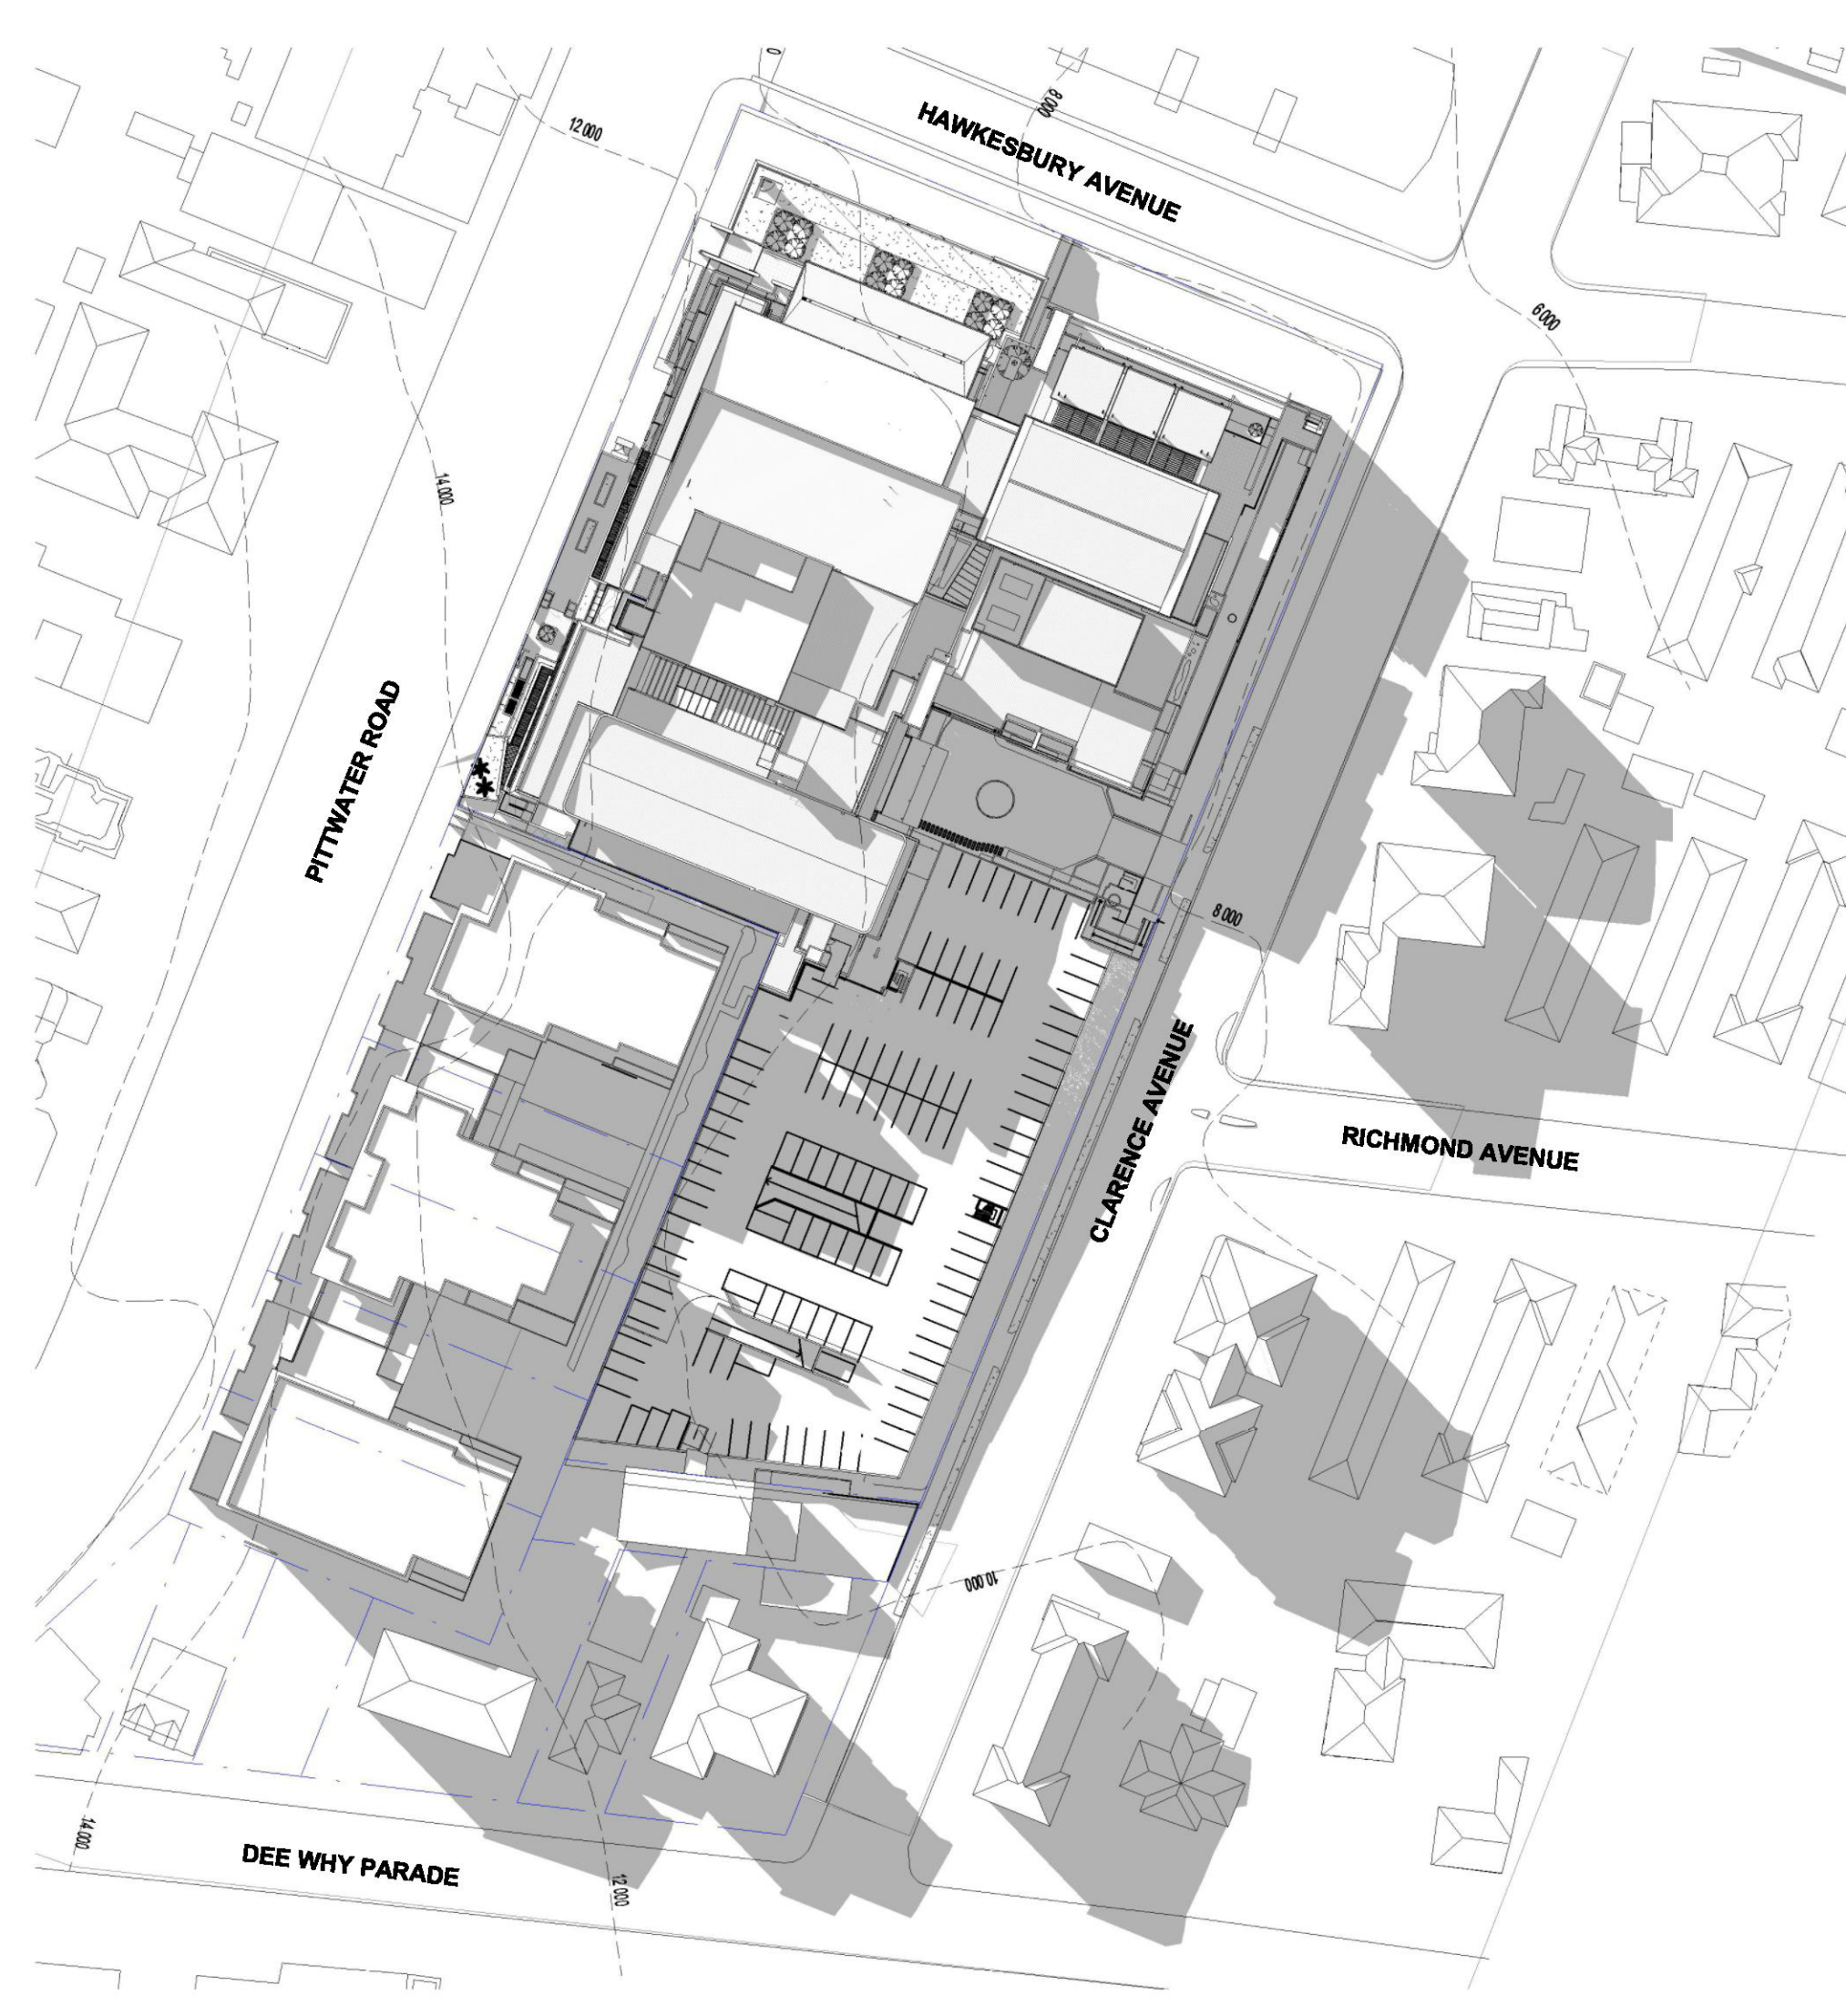 0
8 000
HAWKESBURY AVENUE
12 000
6 000
14.000
PITTWATER ROAD
8 000
CLARENCE AVENUE
RICHMOND AVENUE
10.000
14.000
DEE WHY PARADE
12 000